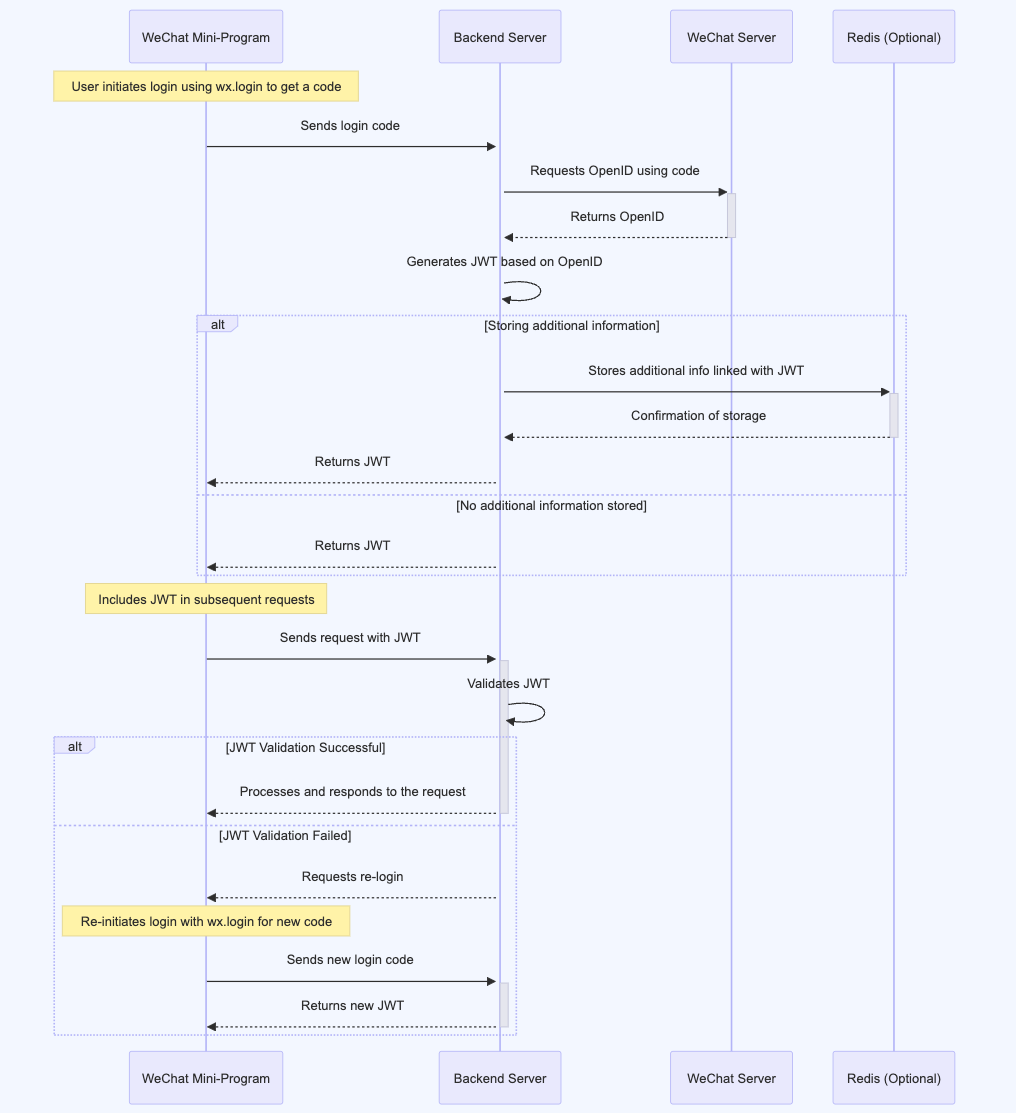 WeChat Mini-Program
Backend Server
WeChat Server
Redis (Optional)
User initiates login using wx.login to get a code
Sends login code
Requests OpenID using code
Returns OpenID
Generates JWT based on OpenID
alt
[Storing additional information]
Stores additional info linked with JWT
Confirmation of storage
Returns JWT
[No additional information stored]
Returns JWT
Includes JWT in subsequent requests
Sends request with JWT
Validates JWT
alt
[JWT Validation Successful]
Processes and responds to the request
[JWT Validation Failed]
Requests re-login
Re-initiates login with wx.login for new code
Sends new login code
Returns new JWT
WeChat Mini-Program
Backend Server
WeChat Server
Redis (Optional)